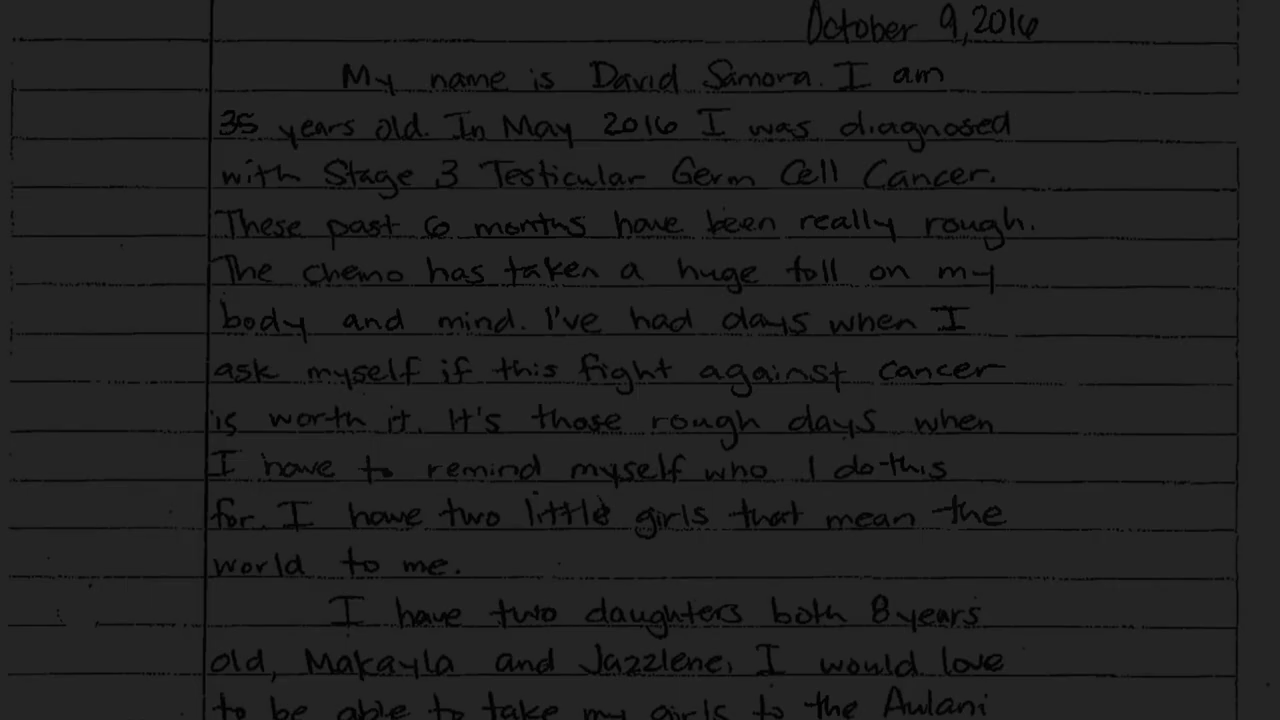 October 9, 2016
My name is David Samora. I am
35 years old. In May 2016 I was diagnosed
with Stage 3 Testicular Germ Cell Cancer.
These past 6 months have been really rough.
The chemo has taken a huge toll on my
body and mind. I've had days when I
ask myself if this fight against cancer
is worth it. It's those rough days when
I have to remind myself who I do this
for. I have two little girls that mean the
world to me.
I have two daughters both 8 years
old, Makayla and Jazzlene. I would love
to be able to take my girls to the Aulani